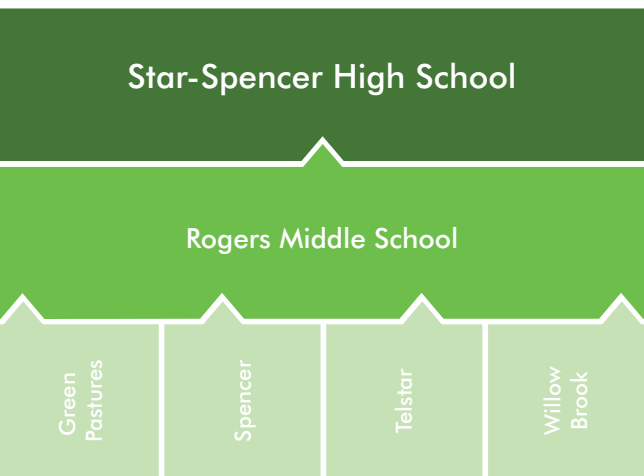 Star-Spencer High School
Rogers Middle School
Green
Pastures
Spencer
Telstar
Willow
Brook